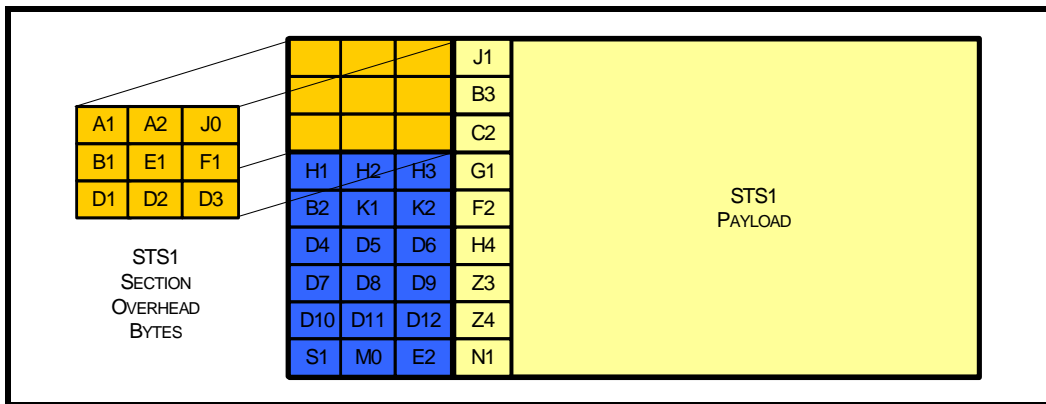 J1
B3
C2
A1 A2 J0
B1 E1 F1
D1 D2 D3
STS1
SECTION
OVERHEAD
BYTES
H1 H2 H3 G1
B2 K1 K2 F2
D4 D5 D6 H4
D7 D8 D9 Z3
D10 D11 D12 Z4
S1 M0 E2 N1
STS1
PAYLOAD